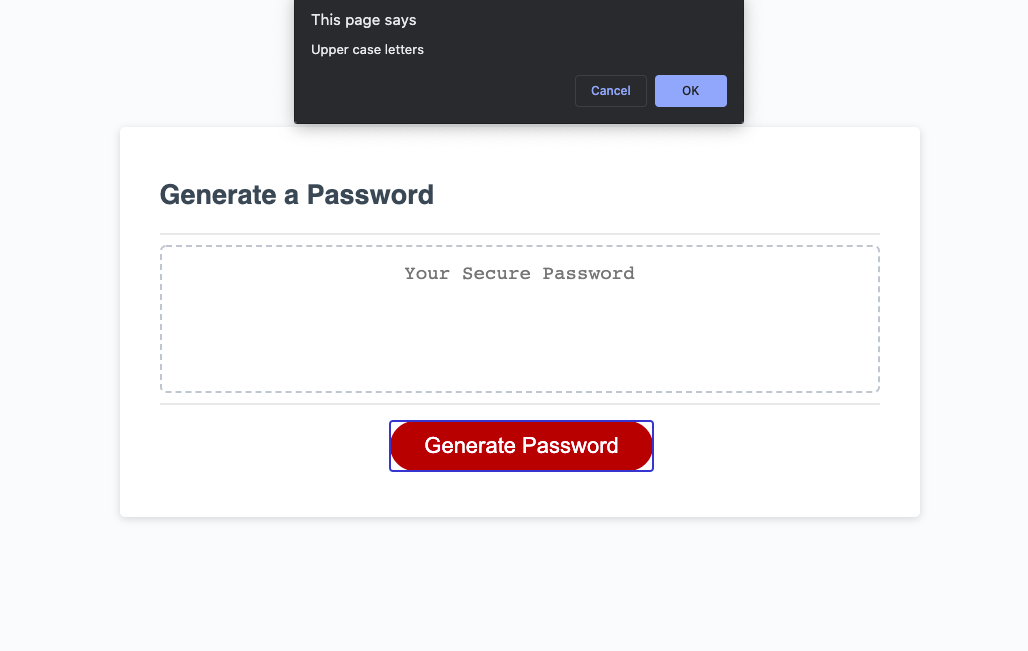 This page says
Upper case letters
Cancel OK
Generate a Password
Your Secure Password
Generate Password